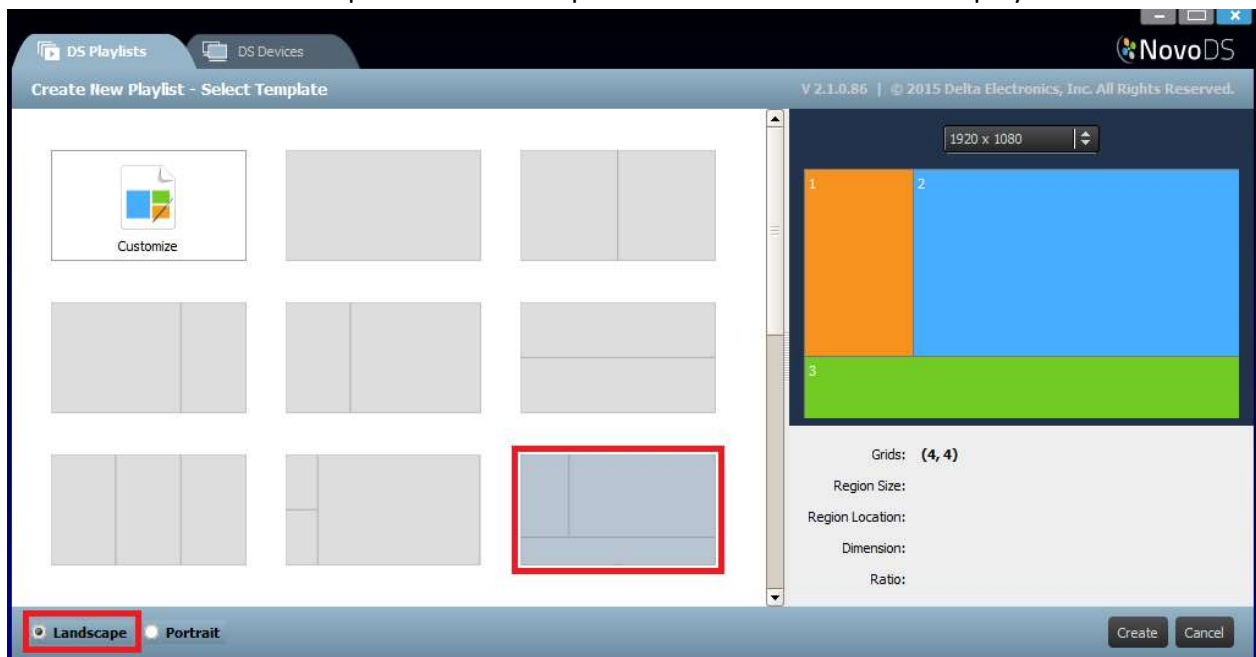 DS Playlists
DS Devices
NovoDS
Create New Playlist - Select Template
V 2.1.0.86 | © 2015 Delta Electronics, Inc. All Rights Reserved.
1920 x 1080
1
2
Customize
3
Grids: (4, 4)
Region Size:
Region Location:
Dimension:
Ratio:
Landscape
Portrait
Create
Cancel